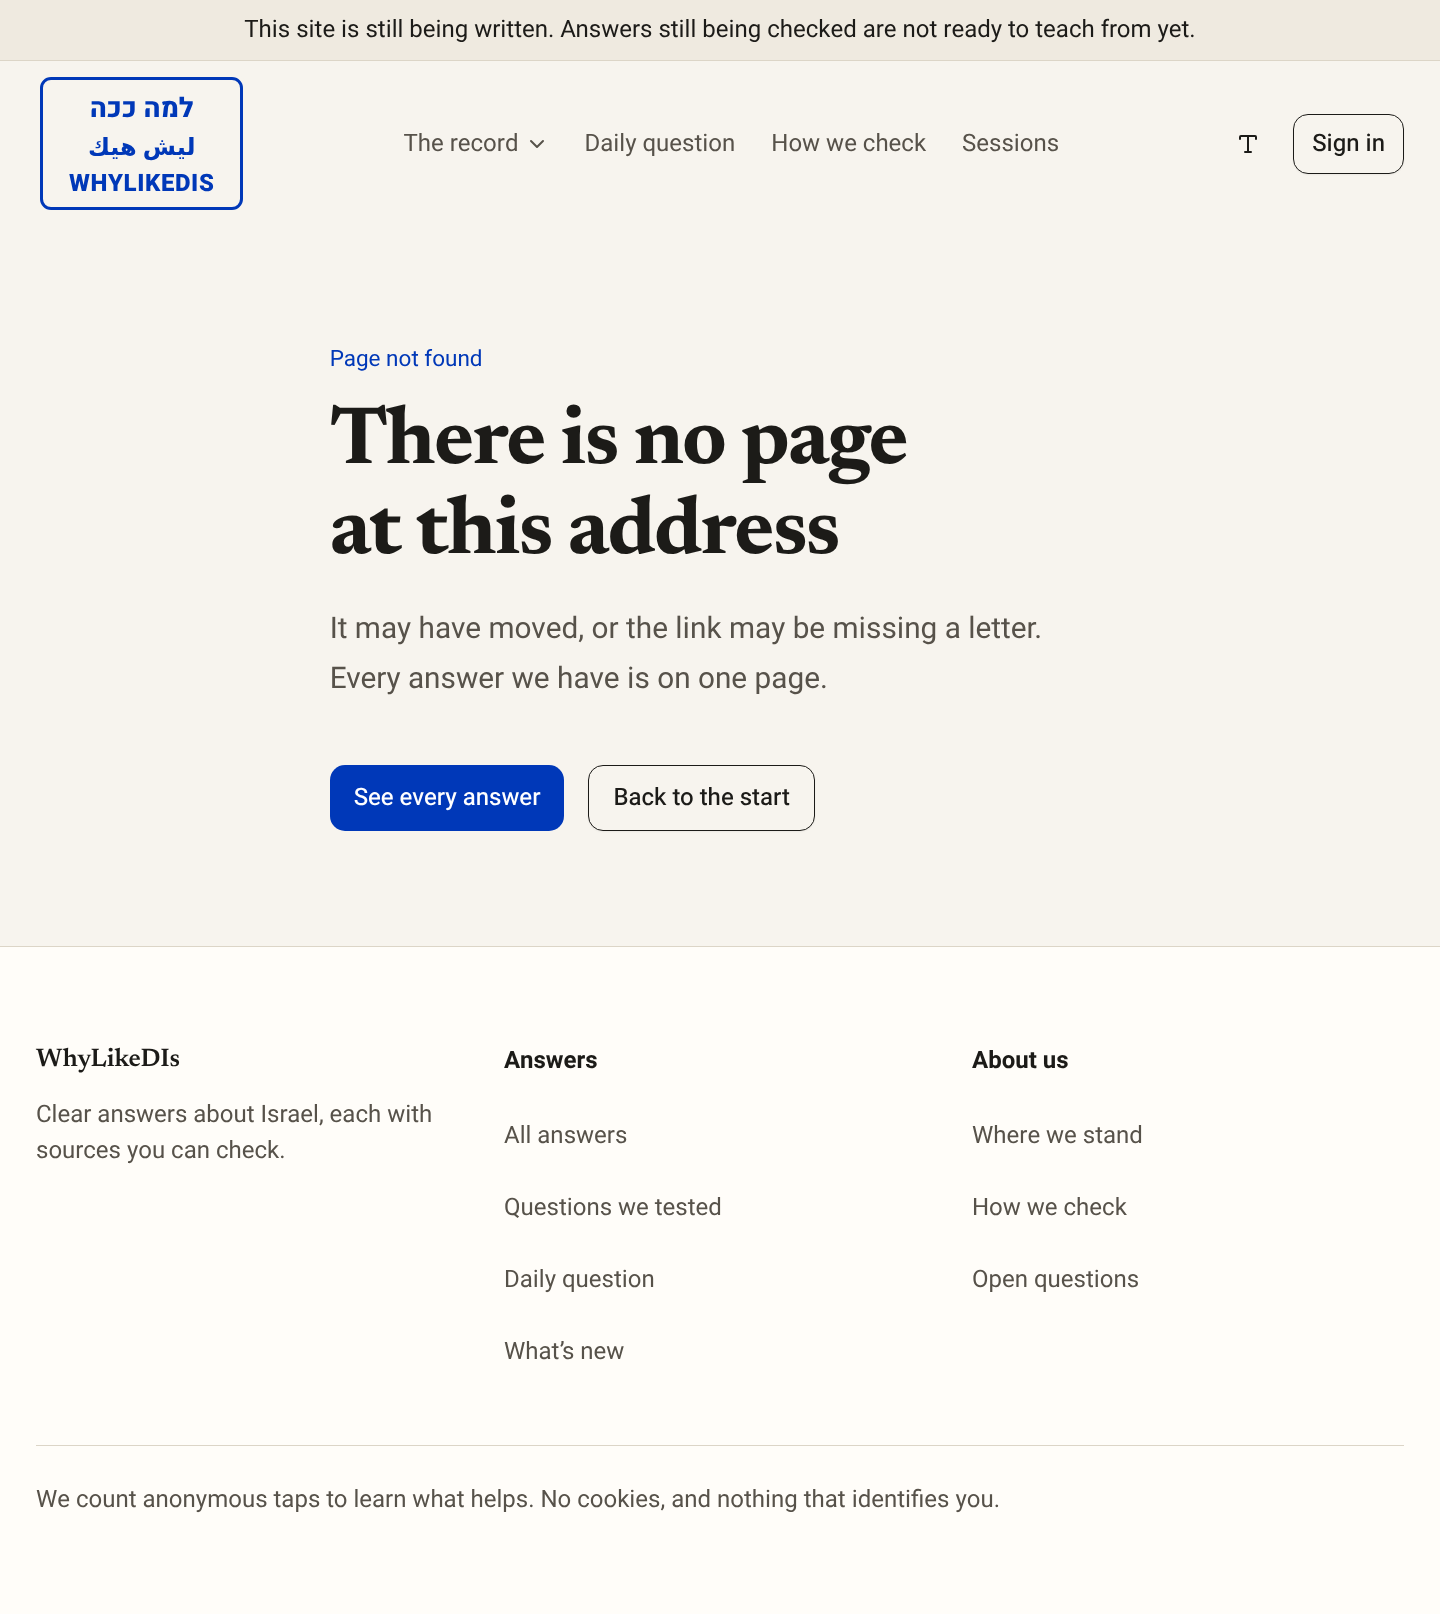 This site is still being written. Answers still being checked are not ready to teach from yet.
למה ככה
ليش هيك
WHYLIKEDIS
The record
Daily question
How we check
Sessions
Sign in
Page not found
There is no page
at this address
It may have moved, or the link may be missing a letter.
Every answer we have is on one page.
See every answer
Back to the start
WhyLikeDIs
Clear answers about Israel, each with
sources you can check.
Answers
All answers
Questions we tested
Daily question
What’s new
About us
Where we stand
How we check
Open questions
We count anonymous taps to learn what helps. No cookies, and nothing that identifies you.